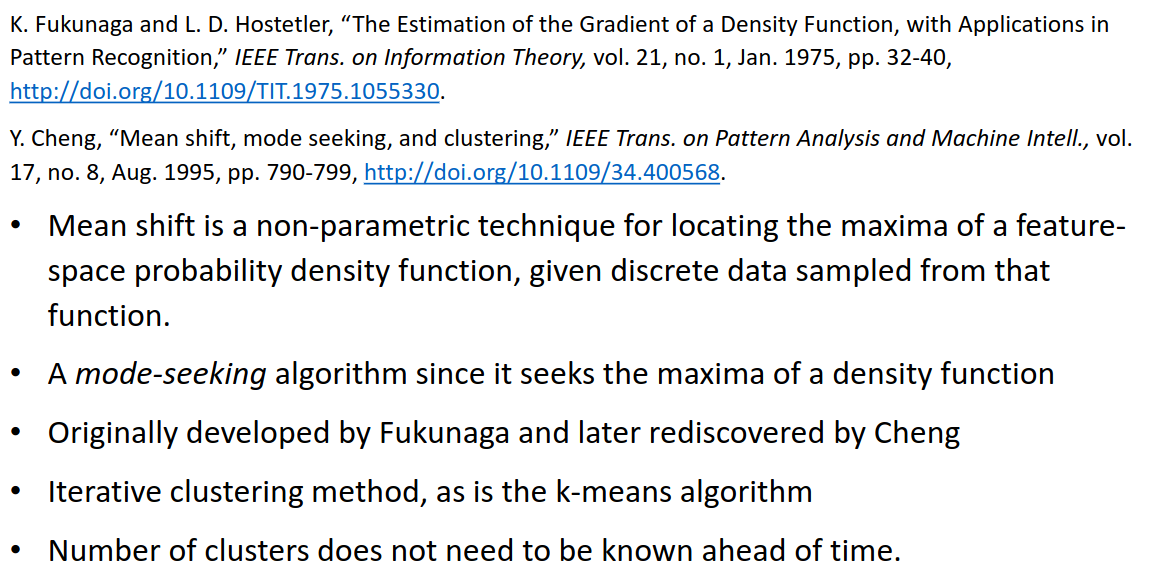 K. Fukunaga and L. D. Hostetler, “The Estimation of the Gradient of a Density Function, with Applications in
Pattern Recognition,” IEEE Trans. on Information Theory, vol. 21, no. 1, Jan. 1975, pp. 32-40,
http://doi.org/10.1109/TIT.1975.1055330.
Y. Cheng, “Mean shift, mode seeking, and clustering,” IEEE Trans. on Pattern Analysis and Machine Intell., vol.
17, no. 8, Aug. 1995, pp. 790-799, http://doi.org/10.1109/34.400568.
• Mean shift is a non-parametric technique for locating the maxima of a feature-
space probability density function, given discrete data sampled from that
function.
• A mode-seeking algorithm since it seeks the maxima of a density function
• Originally developed by Fukunaga and later rediscovered by Cheng
• Iterative clustering method, as is the k-means algorithm
• Number of clusters does not need to be known ahead of time.